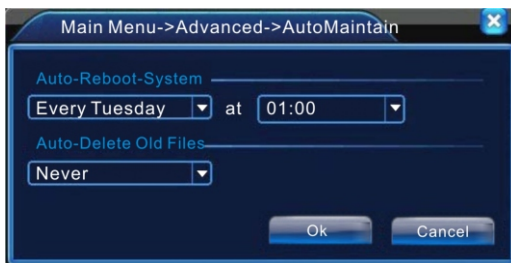 Main Menu->Advanced->AutoMaintain
Auto-Reboot-System
Every Tuesday at 01:00
Auto-Delete Old Files
Never
Ok Cancel